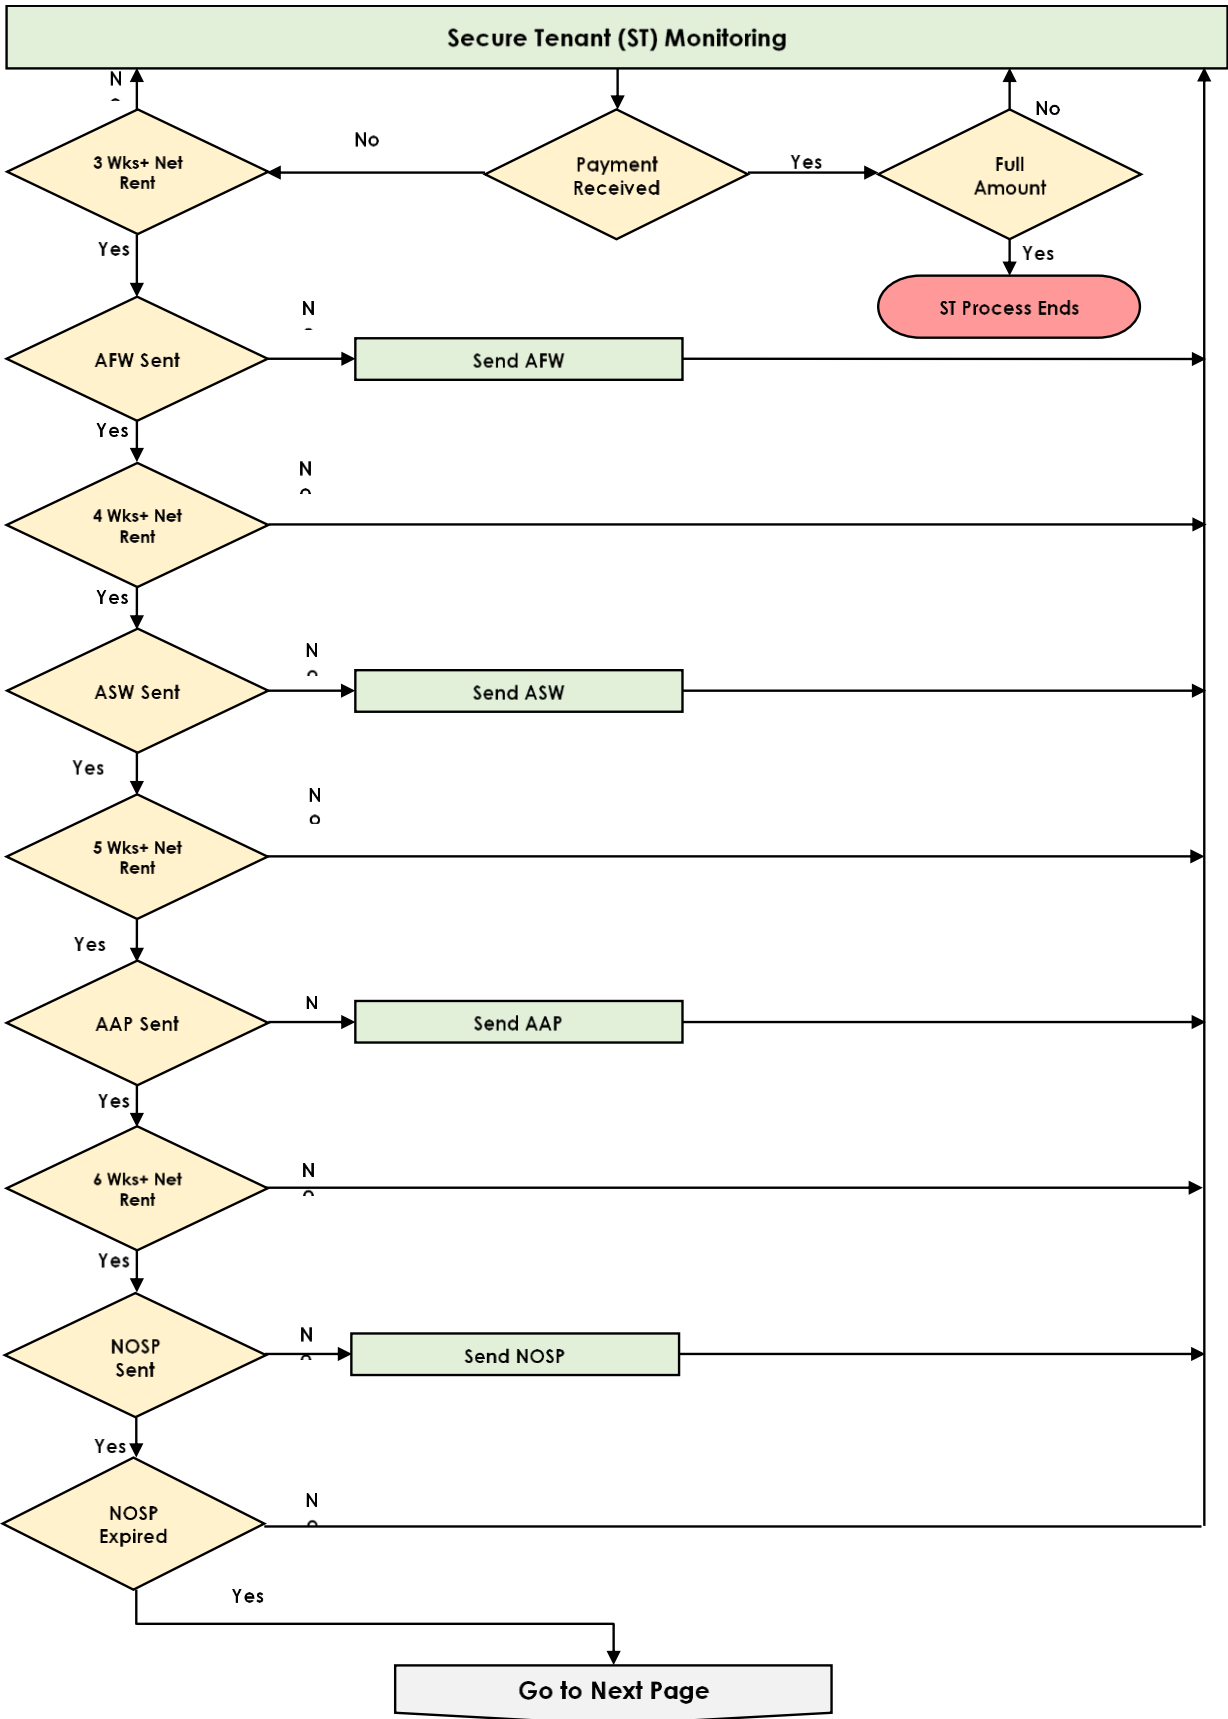 Secure Tenant (ST) Monitoring
N
No
No
3 Wks+ Net
Rent
Payment
Received
Yes
Full
Amount
Yes
Yes
N
ST Process Ends
AFW Sent
Send AFW
Yes
N
o
4 Wks+ Net
Rent
Yes
N
ASW Sent
Send ASW
Yes
N
o
5 Wks+ Net
Rent
Yes
N
AAP Sent
Send AAP
Yes
N
6 Wks+ Net
Rent
Yes
N
NOSP
Sent
Send NOSP
Yes
N
NOSP
Expired
Yes
Go to Next Page